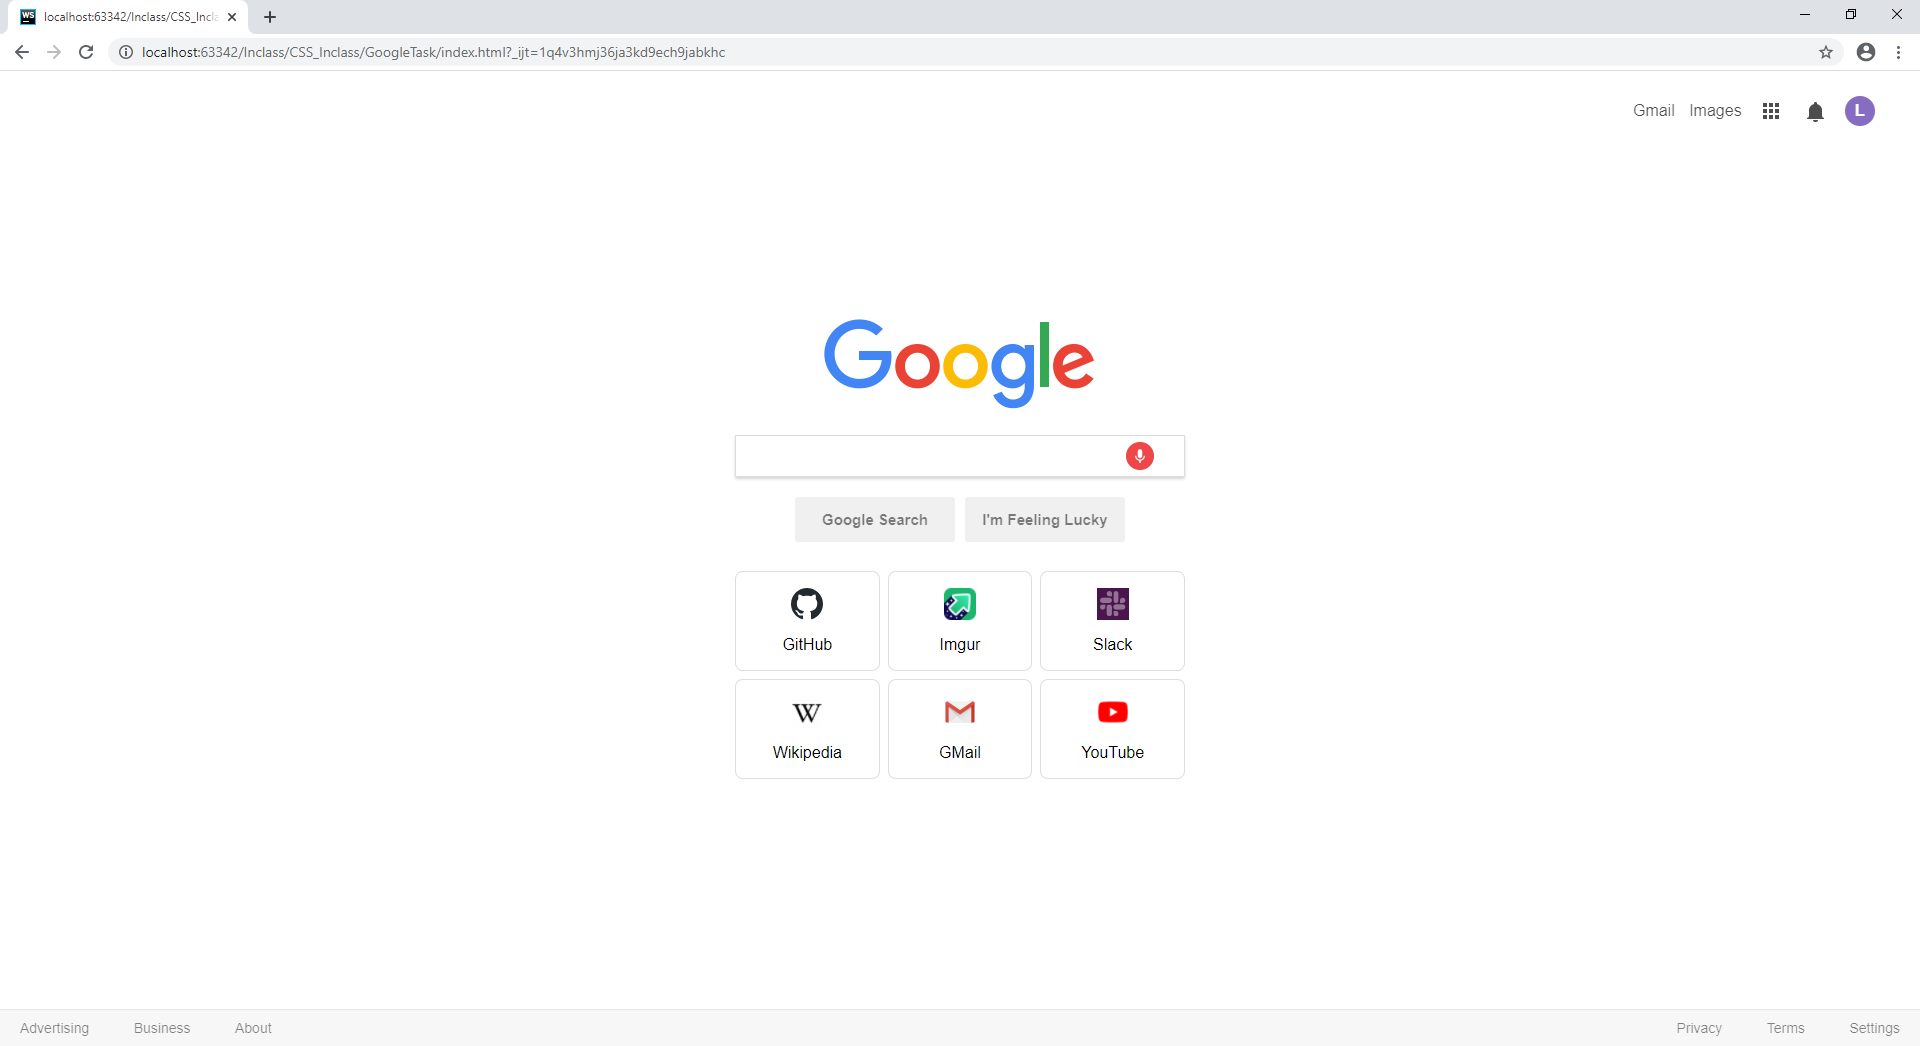 WS localhost:63342/Inclass/CSS_Incla
localhost:63342/Inclass/CSS_Inclass/GoogleTask/index.html?_ijt=1q4v3hmj36ja3kd9ech9jabkhc
Gmail Images L
Google
Google Search I'm Feeling Lucky
GitHub Imgur Slack
W
Wikipedia GMail YouTube
Advertising Business About Privacy Terms Settings